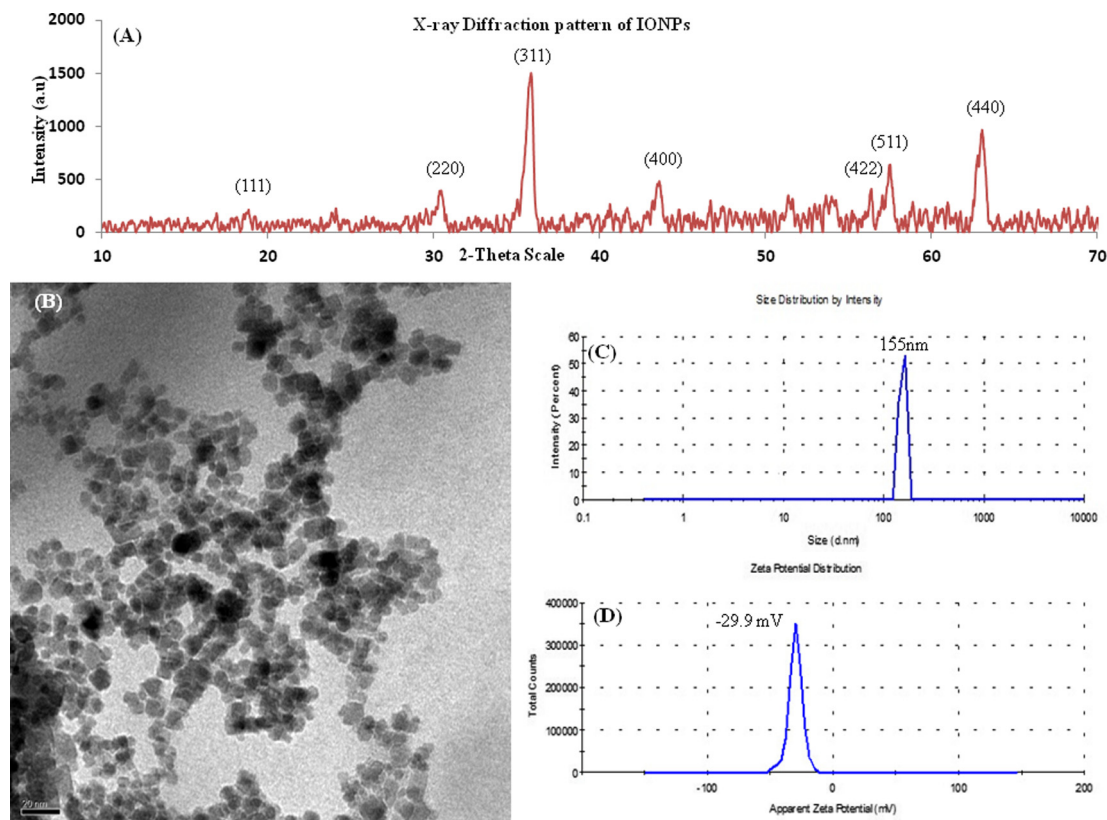 X-ray Diffraction pattern of IONPs
(A)
Intensity (a.u)
2000
1500
1000
500
0
(111)
(220)
(311)
(400)
(422)
(511)
(440)
10 20 30 40 50 60 70
2-Theta Scale
(B)
20 nm
Size Distribution by Intensity
(C)
155nm
Intensity (Percent)
60
50
40
30
20
10
0
0.1 1 10 100 1000 10000
Size (d.nm)
Zeta Potential Distribution
(D)
-29.9 mV
Total Counts
400000
300000
200000
100000
0
-100 0 100 200
Apparent Zeta Potential (mV)